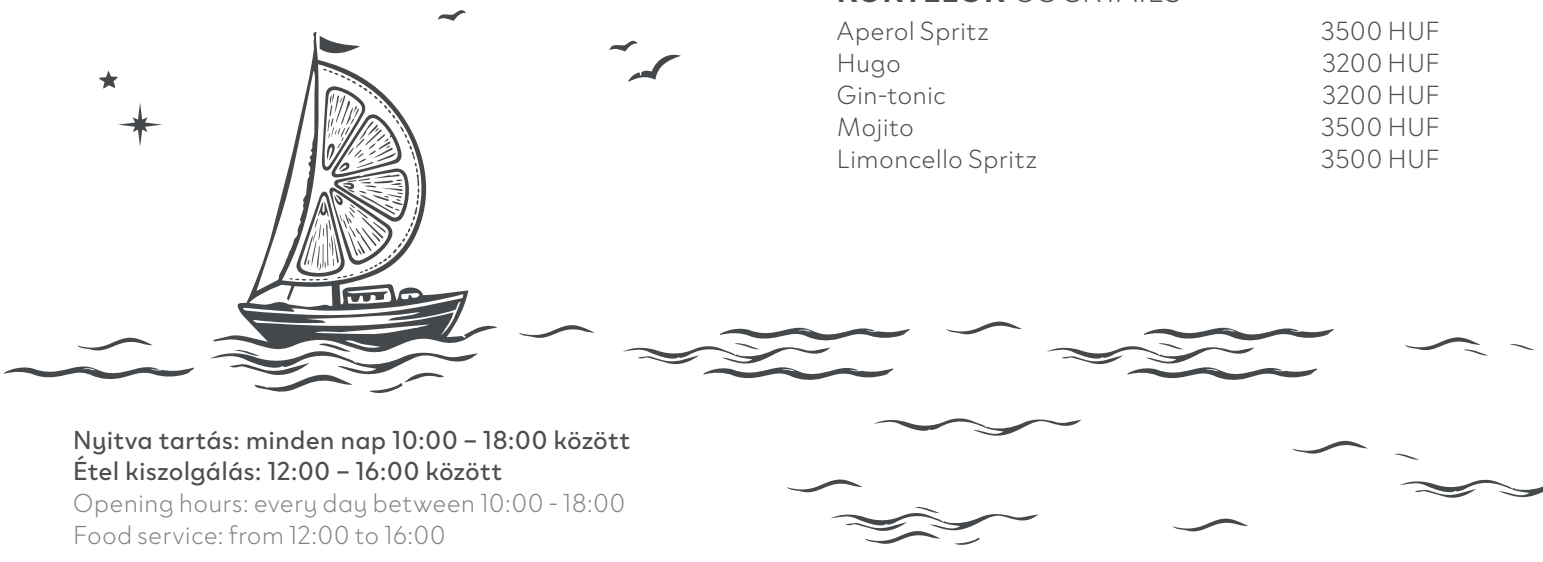 KORTYLOK COCKTAILS
Aperol Spritz 3500 HUF
Hugo 3200 HUF
Gin-tonic 3200 HUF
Mojito 3500 HUF
Limoncello Spritz 3500 HUF
Nyitva tartás: minden nap 10:00 – 18:00 között
Étel kiszolgálás: 12:00 – 16:00 között
Opening hours: every day between 10:00 - 18:00
Food service: from 12:00 to 16:00